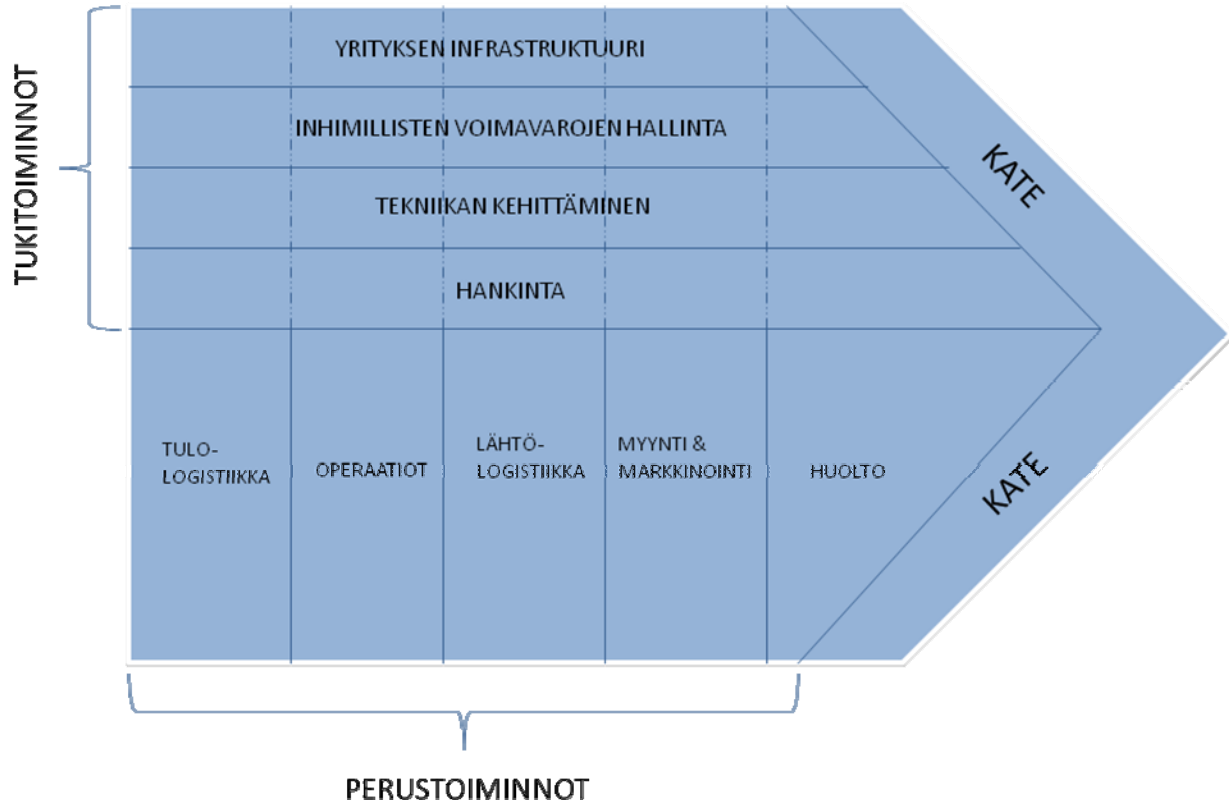 TUKITOIMINNOT
YRITYKSEN INFRASTRUKTUURI
INHIMILLISTEN VOIMAVAROJEN HALLINTA
TEKNIIKAN KEHITTÄMINEN
HANKINTA
KATE
TULO-
LOGISTIIKKA
OPERAATIOT
LÄHTÖ-
LOGISTIIKKA
MYYNTI &
MARKKINOINTI
HUOLTO
KATE
PERUSTOIMINNOT